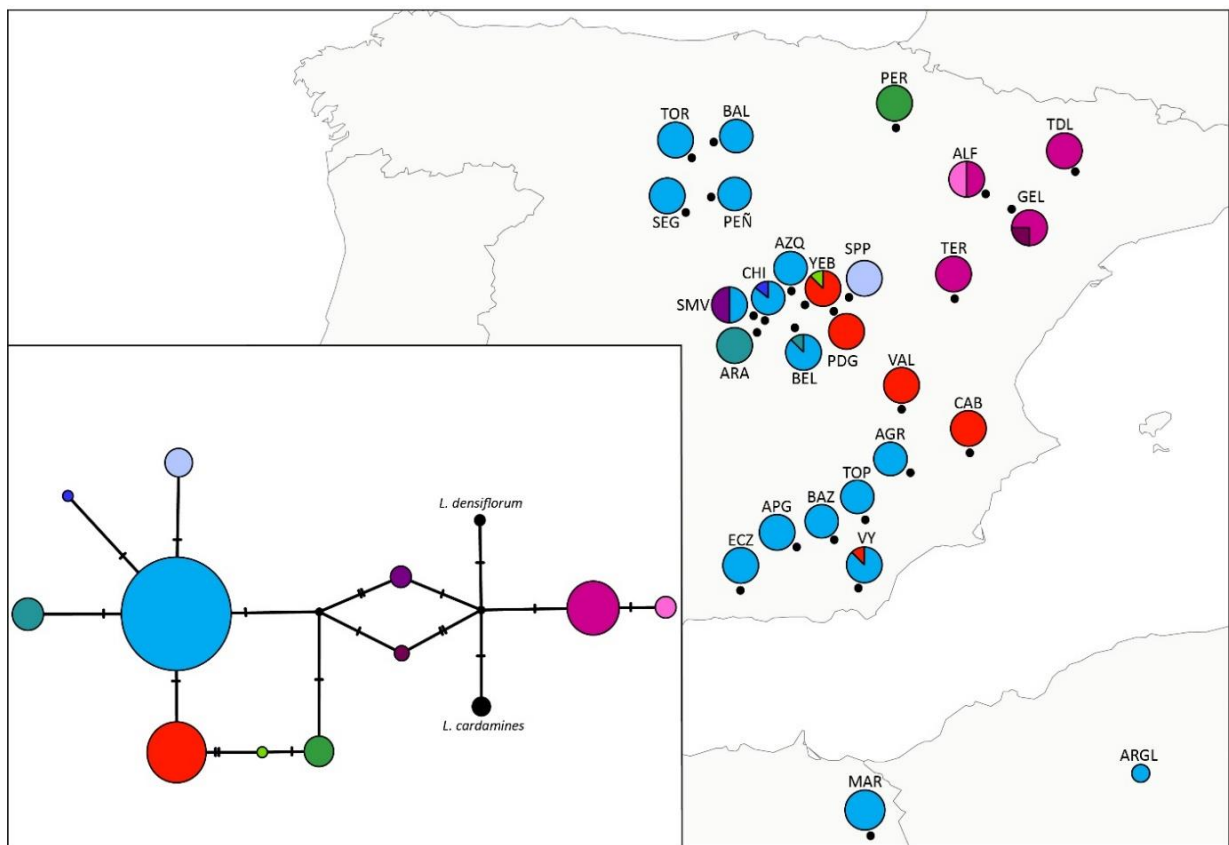 PER
TOR
BAL
TDL
ALF
SEG
PEÑ
GEL
AZQ
SPP
YEB
TER
CHI
SMV
ARA
BEL
PDG
VAL
CAB
AGR
TOP
BAZ
APG
ECZ
VY
L. densiflorum
L. cardamines
ARGL
MAR